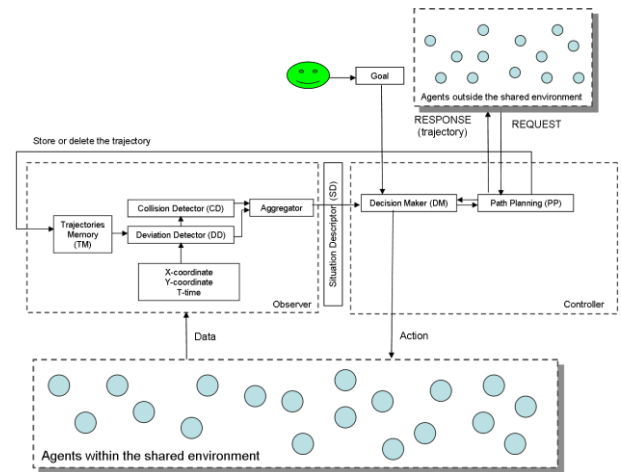 Goal
Agents outside the shared environment
RESPONSE
(trajectory)
REQUEST
Store or delete the trajectory
Collision Detector (CD)
Aggregator
Trajectories
Memory
(TM)
Deviation Detector (DD)
X-coordinate
Y-coordinate
T-time
Observer
Situation Descriptor (SD)
Decision Maker (DM)
Path Planning (PP)
Controller
Data
Action
Agents within the shared environment